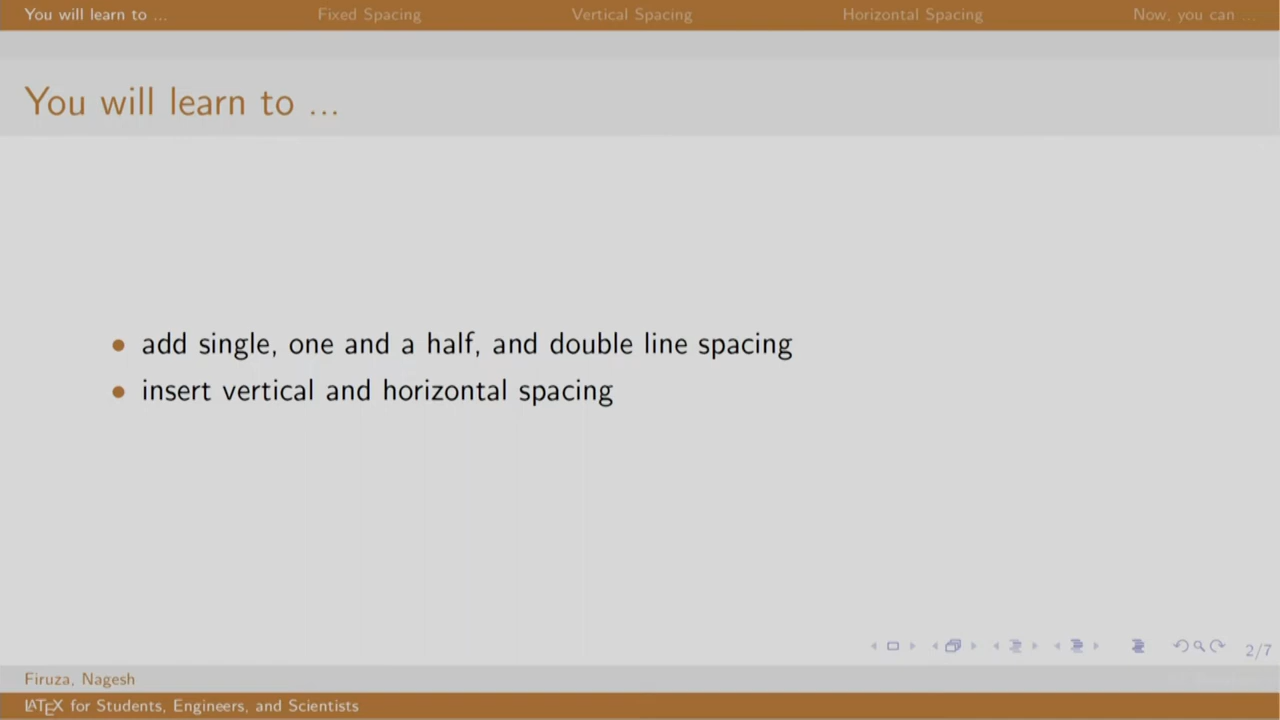 You will learn to ... Fixed Spacing Vertical Spacing Horizontal Spacing Now, you can ...
You will learn to ...
• add single, one and a half, and double line spacing
• insert vertical and horizontal spacing
2/7
Firuza, Nagesh
LATEX for Students, Engineers, and Scientists